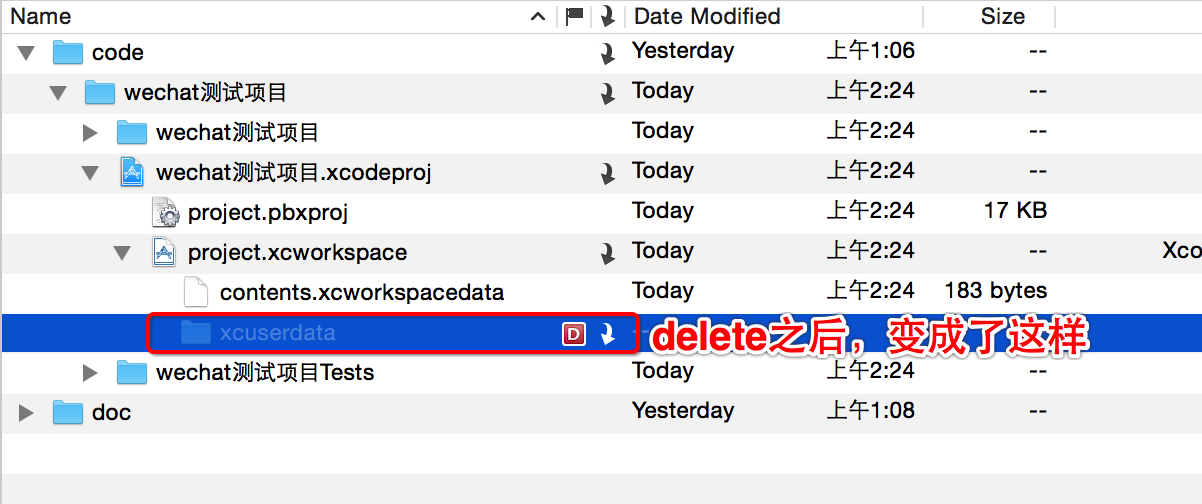 Name Date Modified Size
code Yesterday 上午1:06 --
wechat测试项目 Today 上午2:24 --
wechat测试项目 Today 上午2:24 --
wechat测试项目.xcodeproj Today 上午2:24 --
project.pbxproj Today 上午2:24 17 KB
project.xcworkspace Today 上午2:24 -- Xco
contents.xcworkspacedata Today 上午2:24 183 bytes
xcuserdata D delete之后，变成了这样
wechat测试项目Tests Today 上午2:24 --
doc Yesterday 上午1:08 --